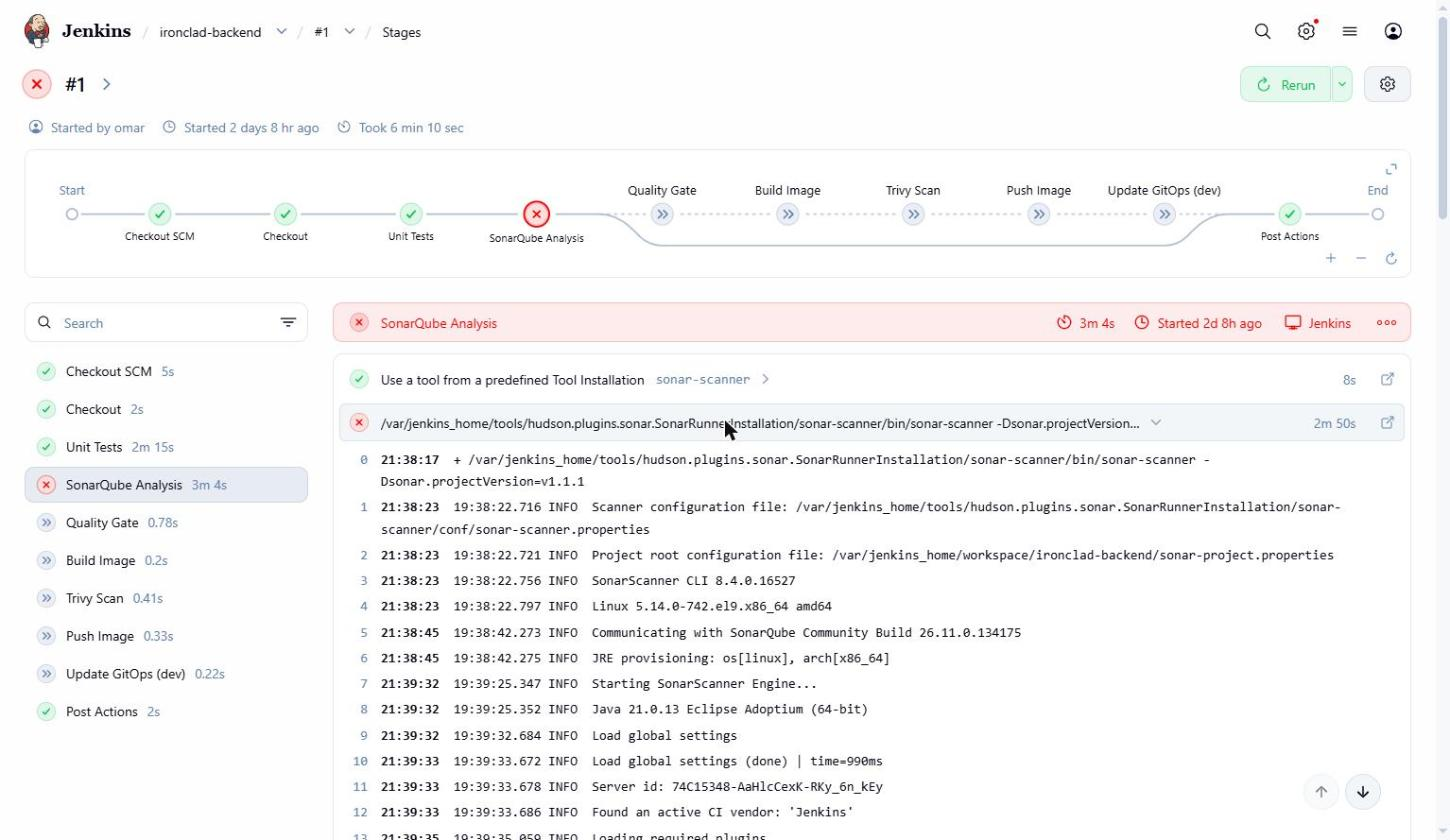 Jenkins / ironclad-backend / #1 / Stages
#1
Rerun
Started by omar Started 2 days 8 hr ago Took 6 min 10 sec
Start Quality Gate Build Image Trivy Scan Push Image Update GitOps (dev) End
Checkout SCM Checkout Unit Tests SonarQube Analysis Post Actions
Search
Checkout SCM 5s
Checkout 2s
Unit Tests 2m 15s
SonarQube Analysis 3m 4s
Quality Gate 0.78s
Build Image 0.2s
Trivy Scan 0.41s
Push Image 0.33s
Update GitOps (dev) 0.22s
Post Actions 2s
SonarQube Analysis 3m 4s Started 2d 8h ago Jenkins
Use a tool from a predefined Tool Installation sonar-scanner 8s
/var/jenkins_home/tools/hudson.plugins.sonar.SonarRunnerInstallation/sonar-scanner/bin/sonar-scanner -Dsonar.projectVersion... 2m 50s
0 21:38:17 + /var/jenkins_home/tools/hudson.plugins.sonar.SonarRunnerInstallation/sonar-scanner/bin/sonar-scanner -
Dsonar.projectVersion=v1.1.1
1 21:38:23 19:38:22.716 INFO Scanner configuration file: /var/jenkins_home/tools/hudson.plugins.sonar.SonarRunnerInstallation/sonar-
scanner/conf/sonar-scanner.properties
2 21:38:23 19:38:22.721 INFO Project root configuration file: /var/jenkins_home/workspace/ironclad-backend/sonar-project.properties
3 21:38:23 19:38:22.756 INFO SonarScanner CLI 8.4.0.16527
4 21:38:23 19:38:22.797 INFO Linux 5.14.0-742.el9.x86_64 amd64
5 21:38:45 19:38:42.273 INFO Communicating with SonarQube Community Build 26.11.0.134175
6 21:38:45 19:38:42.275 INFO JRE provisioning: os[linux], arch[x86_64]
7 21:39:32 19:39:25.347 INFO Starting SonarScanner Engine...
8 21:39:32 19:39:25.352 INFO Java 21.0.13 Eclipse Adoptium (64-bit)
9 21:39:32 19:39:32.684 INFO Load global settings
10 21:39:33 19:39:33.672 INFO Load global settings (done) | time=990ms
11 21:39:33 19:39:33.678 INFO Server id: 74C15348-AaHlcCexK-RKy_6n_kEy
12 21:39:33 19:39:33.686 INFO Found an active CI vendor: 'Jenkins'
13 21:39:35 19:39:35.059 INFO Loading required plugins